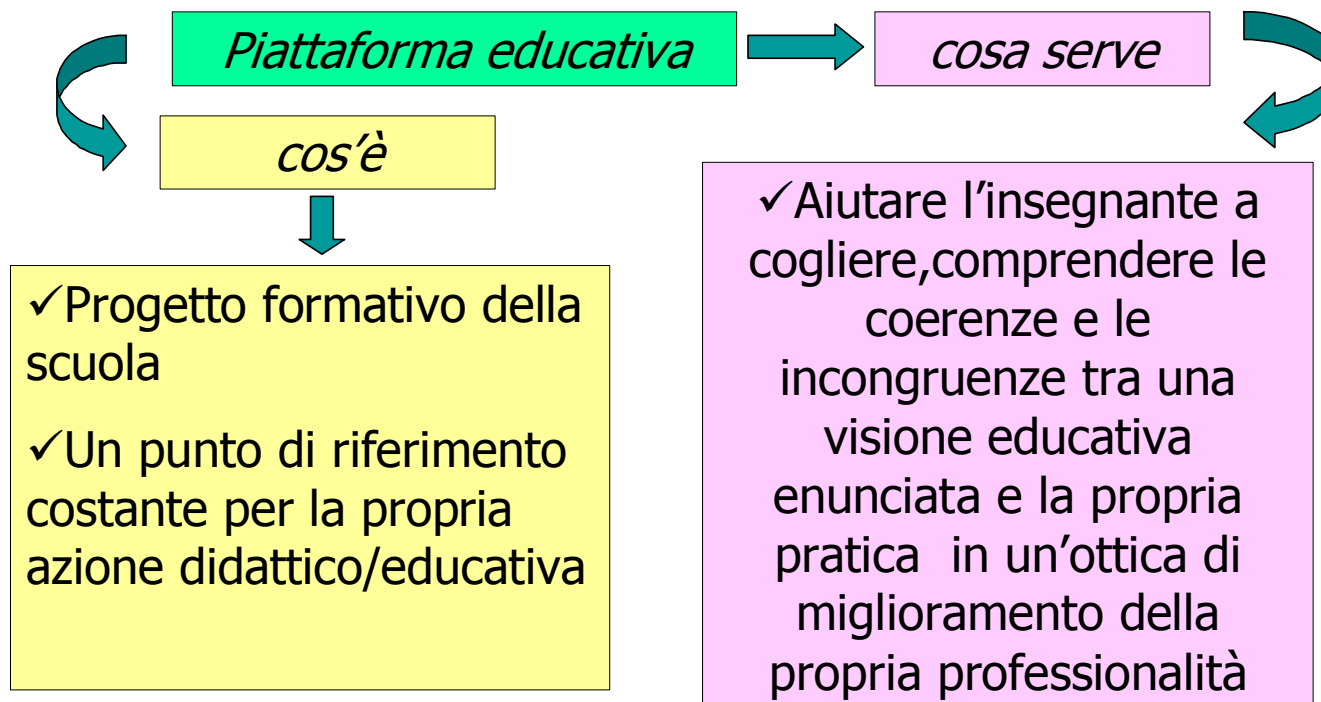 Piattaforma educativa
cosa serve
cos’è
✓Progetto formativo della
scuola
✓Un punto di riferimento
costante per la propria
azione didattico/educativa
✓Aiutare l’insegnante a
cogliere,comprendere le
coerenze e le
incongruenze tra una
visione educativa
enunciata e la propria
pratica in un’ottica di
miglioramento della
propria professionalità